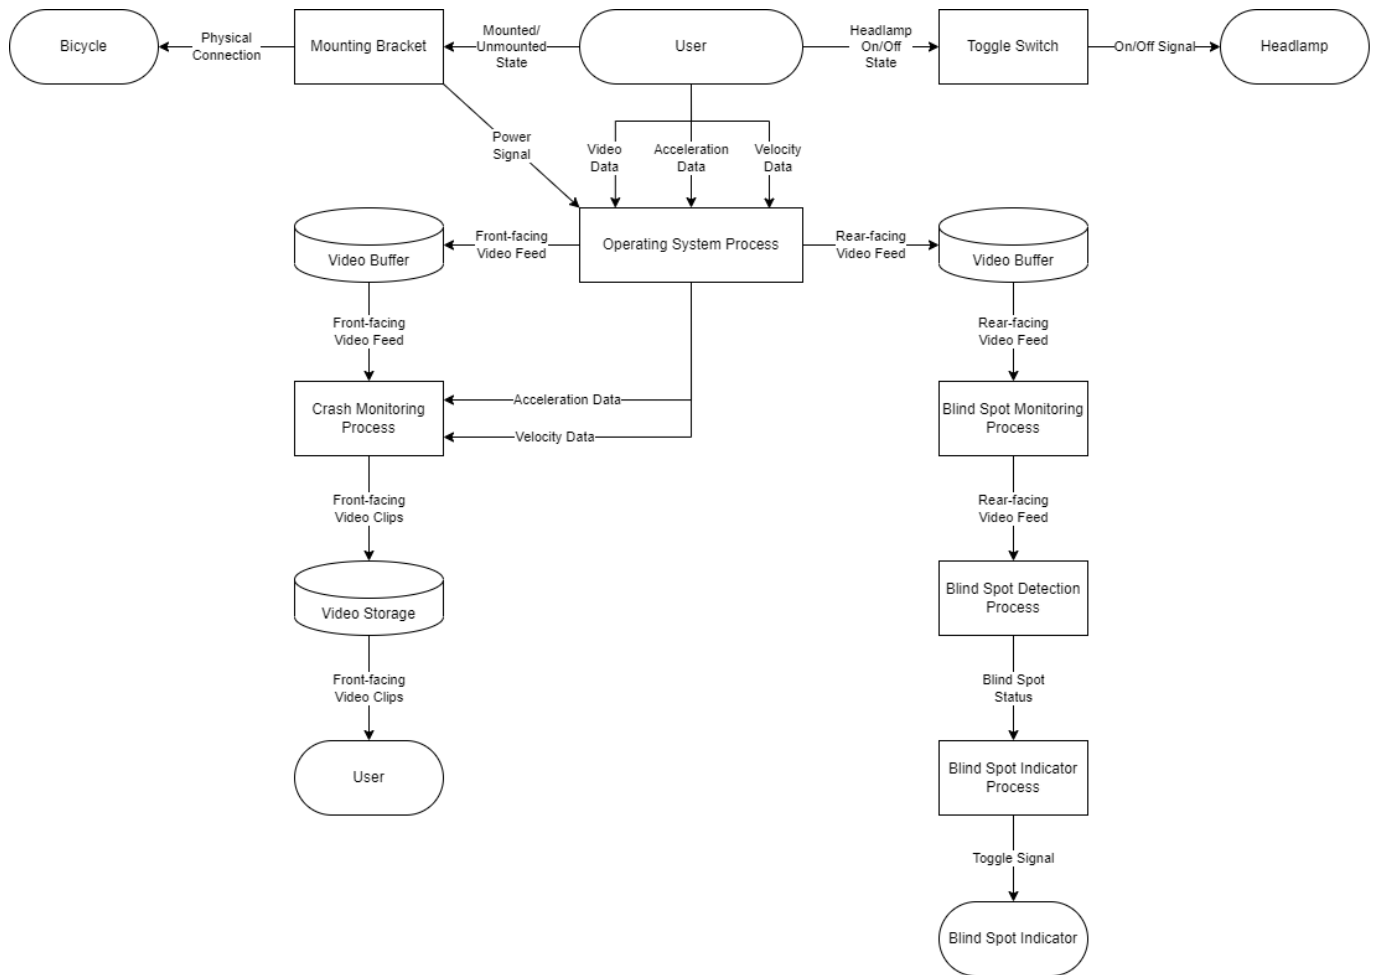 Bicycle
Physical
Connection
Mounting Bracket
Mounted/
Unmounted
State
User
Headlamp
On/Off
State
Toggle Switch
On/Off Signal
Headlamp
Power
Signal
Video
Data
Acceleration
Data
Velocity
Data
Video Buffer
Front-facing
Video Feed
Operating System Process
Rear-facing
Video Feed
Video Buffer
Front-facing
Video Feed
Rear-facing
Video Feed
Crash Monitoring
Process
Acceleration Data
Velocity Data
Blind Spot Monitoring
Process
Front-facing
Video Clips
Rear-facing
Video Feed
Video Storage
Blind Spot Detection
Process
Front-facing
Video Clips
Blind Spot
Status
User
Blind Spot Indicator
Process
Toggle Signal
Blind Spot Indicator